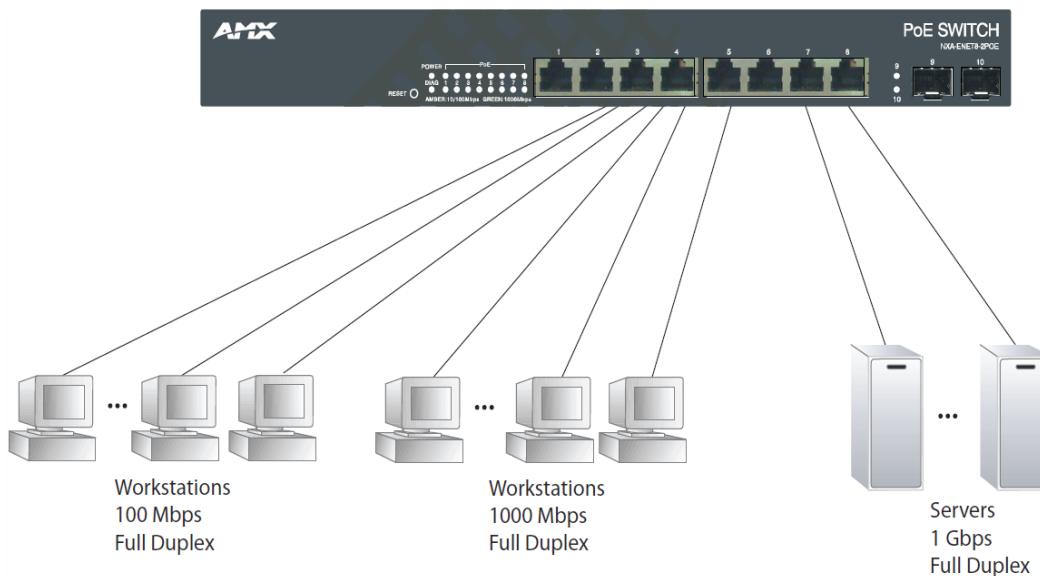 AMX
PoE SWITCH
NXA-ENET8-2POE
1 2 3 4 5 6 7 8
9 10
POWER
PoE
DIAG 1 2 3 4 5 6 7 8
RESET
AMBER:10/100Mbps GREEN:1000Mbps
9
10
...
...
...
Workstations
100 Mbps
Full Duplex
Workstations
1000 Mbps
Full Duplex
Servers
1 Gbps
Full Duplex